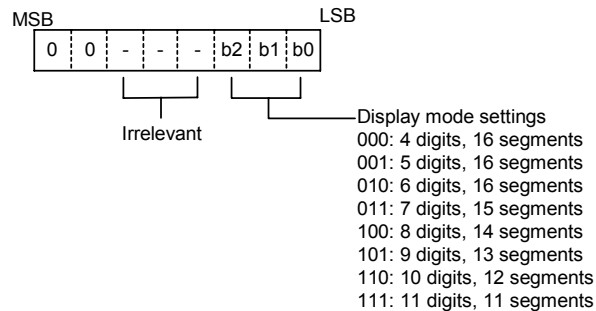 MSB LSB
0 0 - - - b2 b1 b0
Irrelevant
Display mode settings
000: 4 digits, 16 segments
001: 5 digits, 16 segments
010: 6 digits, 16 segments
011: 7 digits, 15 segments
100: 8 digits, 14 segments
101: 9 digits, 13 segments
110: 10 digits, 12 segments
111: 11 digits, 11 segments